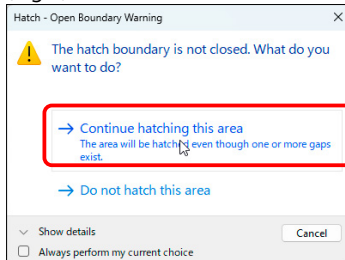 Hatch - Open Boundary Warning
The hatch boundary is not closed. What do you
want to do?
Continue hatching this area
The area will be hatched even though one or more gaps
exist.
Do not hatch this area
Show details
Cancel
Always perform my current choice